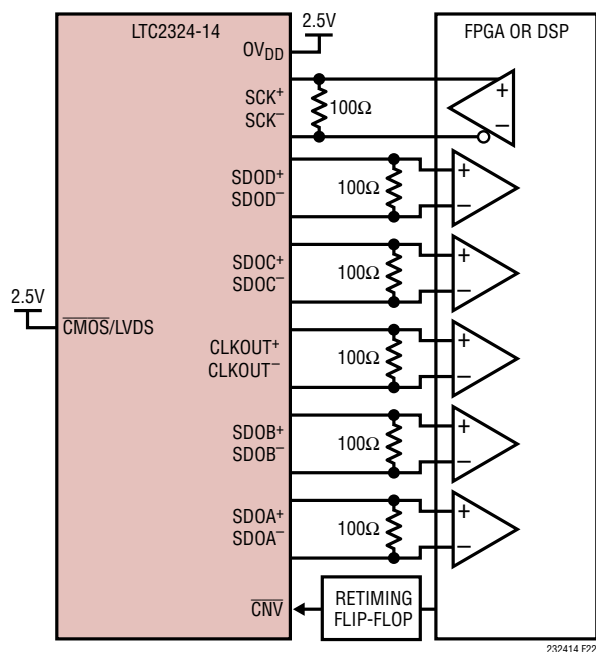 LTC2324-14
2.5V
FPGA OR DSP
OVDD
SCK+
SCK−
100Ω
+
−
SDOD+
SDOD−
100Ω
+
−
SDOC+
SDOC−
100Ω
+
−
2.5V
CMOS/LVDS
CLKOUT+
CLKOUT−
100Ω
+
−
SDOB+
SDOB−
100Ω
+
−
SDOA+
SDOA−
100Ω
+
−
CNV
RETIMING
FLIP-FLOP
232414 F22